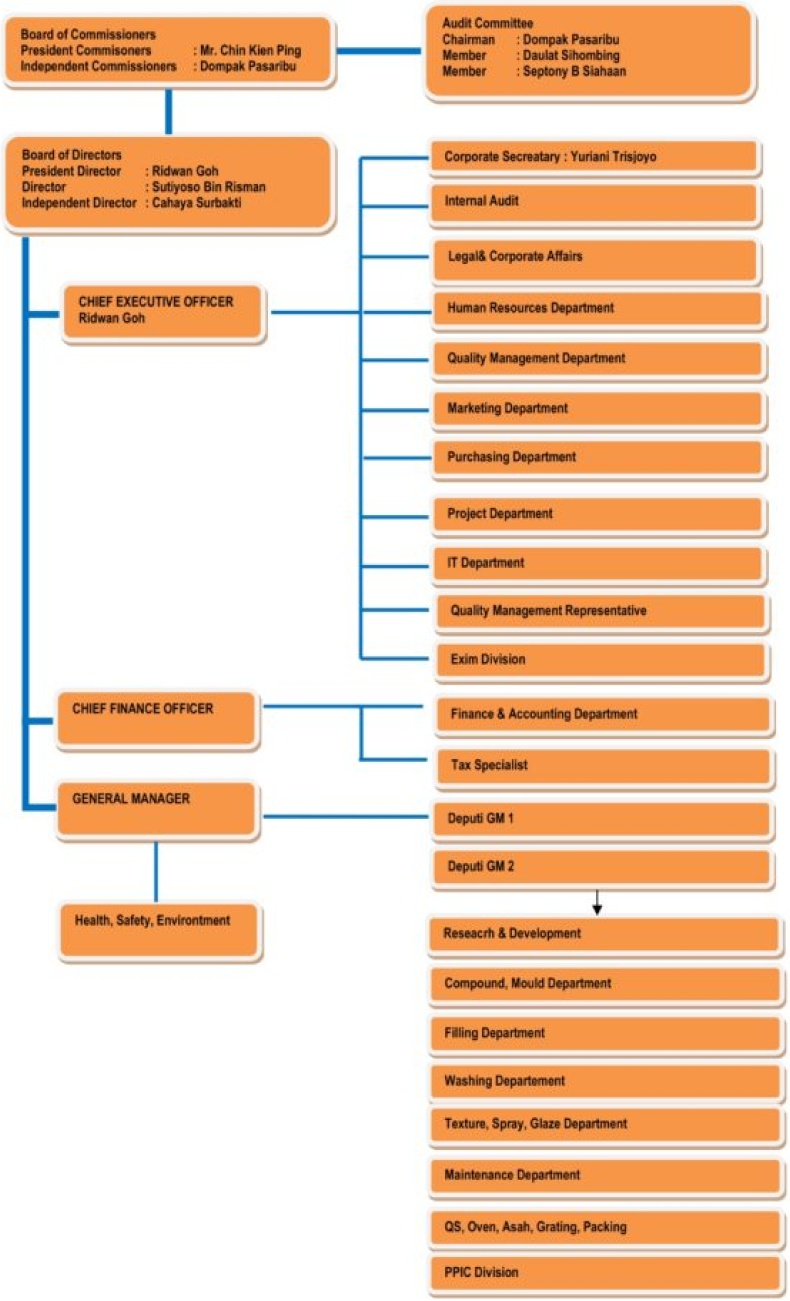 Board of Commissioners
President Commisoners : Mr. Chin Kien Ping
Independent Commissioners : Dompak Pasaribu
Audit Committee
Chairman : Dompak Pasaribu
Member : Daulat Sihombing
Member : Septony B Siahaan
Board of Directors
President Director : Ridwan Goh
Director : Sutiyoso Bin Risman
Independent Director : Cahaya Surbakti
Corporate Secreatary : Yuriani Trisjoyo
Internal Audit
Legal& Corporate Affairs
CHIEF EXECUTIVE OFFICER
Ridwan Goh
Human Resources Department
Quality Management Department
Marketing Department
Purchasing Department
Project Department
IT Department
Quality Management Representative
Exim Division
CHIEF FINANCE OFFICER
Finance & Accounting Department
Tax Specialist
GENERAL MANAGER
Deputi GM 1
Deputi GM 2
Health, Safety, Environtment
Reseacrh & Development
Compound, Mould Department
Filling Department
Washing Departement
Texture, Spray, Glaze Department
Maintenance Department
QS, Oven, Asah, Grating, Packing
PPIC Division